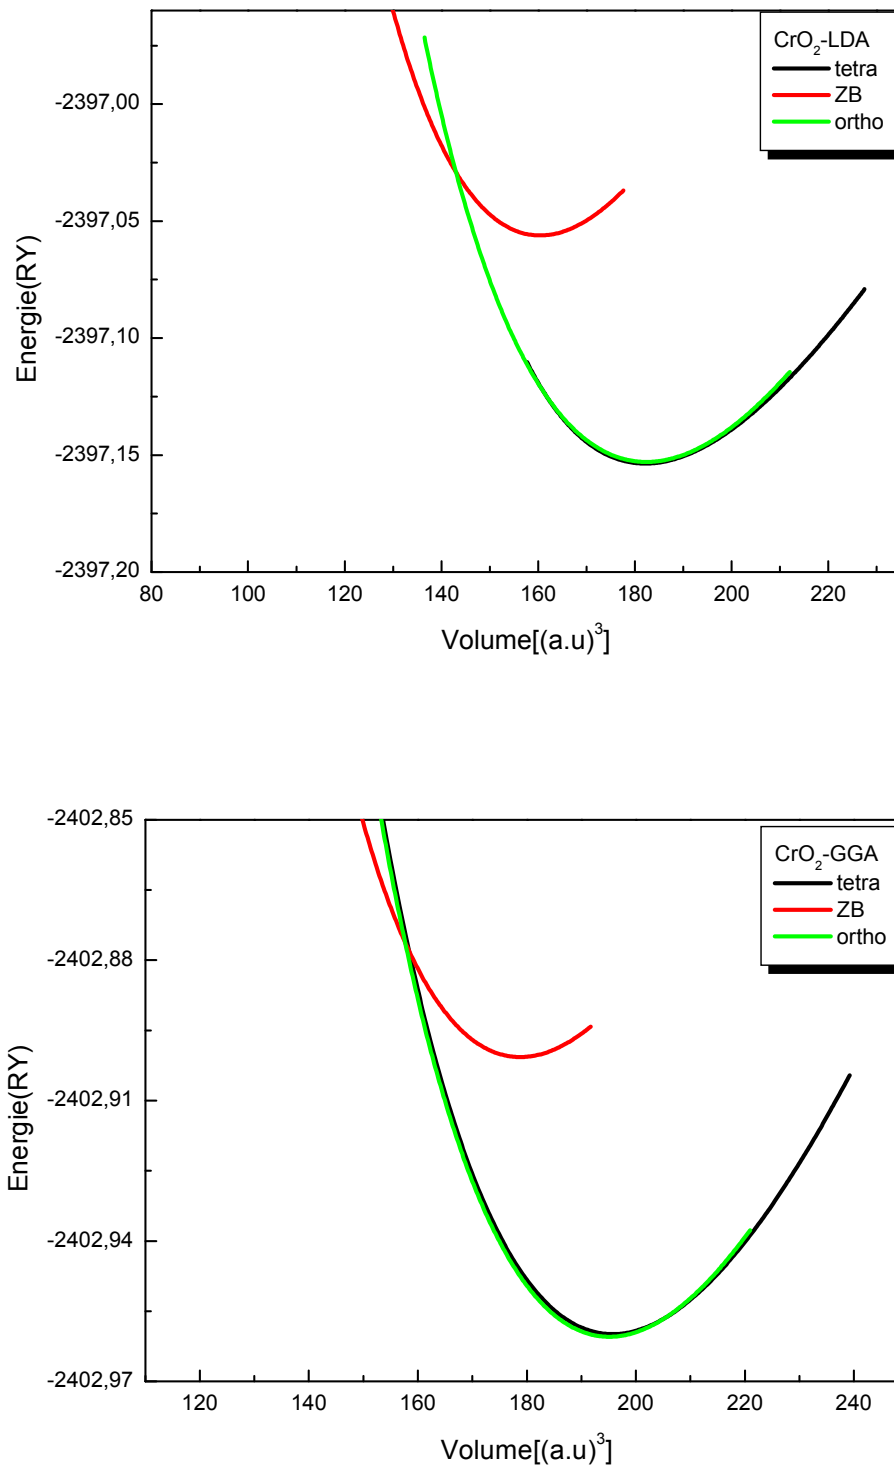 CrO2-LDA
tetra
ZB
ortho
-2397,00
-2397,05
-2397,10
-2397,15
-2397,20
Energie(RY)
80 100 120 140 160 180 200 220
Volume[(a.u)^3]
CrO2-GGA
tetra
ZB
ortho
-2402,85
-2402,88
-2402,91
-2402,94
-2402,97
Energie(RY)
120 140 160 180 200 220 240
Volume[(a.u)^3]